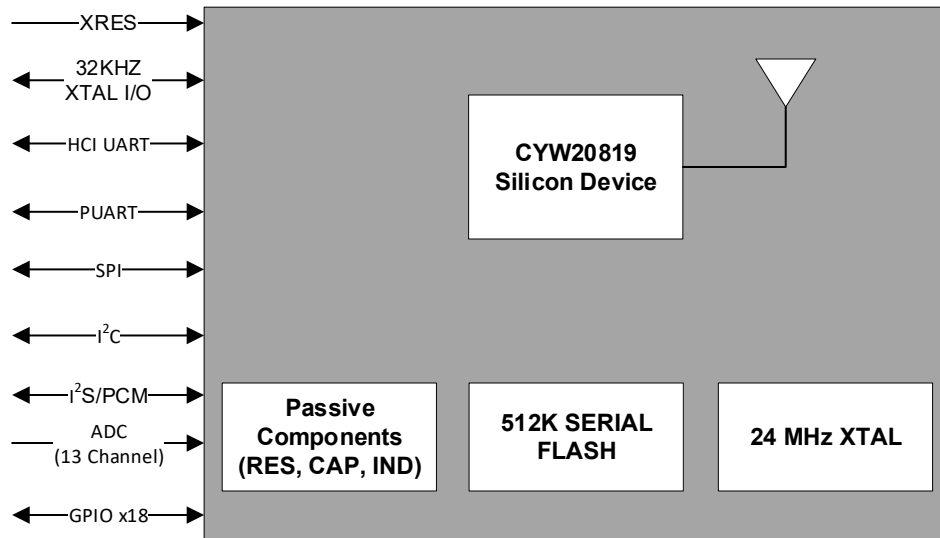 XRES
32KHZ
XTAL I/O
HCI UART
PUART
SPI
I²C
I²S/PCM
ADC
(13 Channel)
GPIO x18
CYW20819
Silicon Device
Passive
Components
(RES, CAP, IND)
512K SERIAL
FLASH
24 MHz XTAL